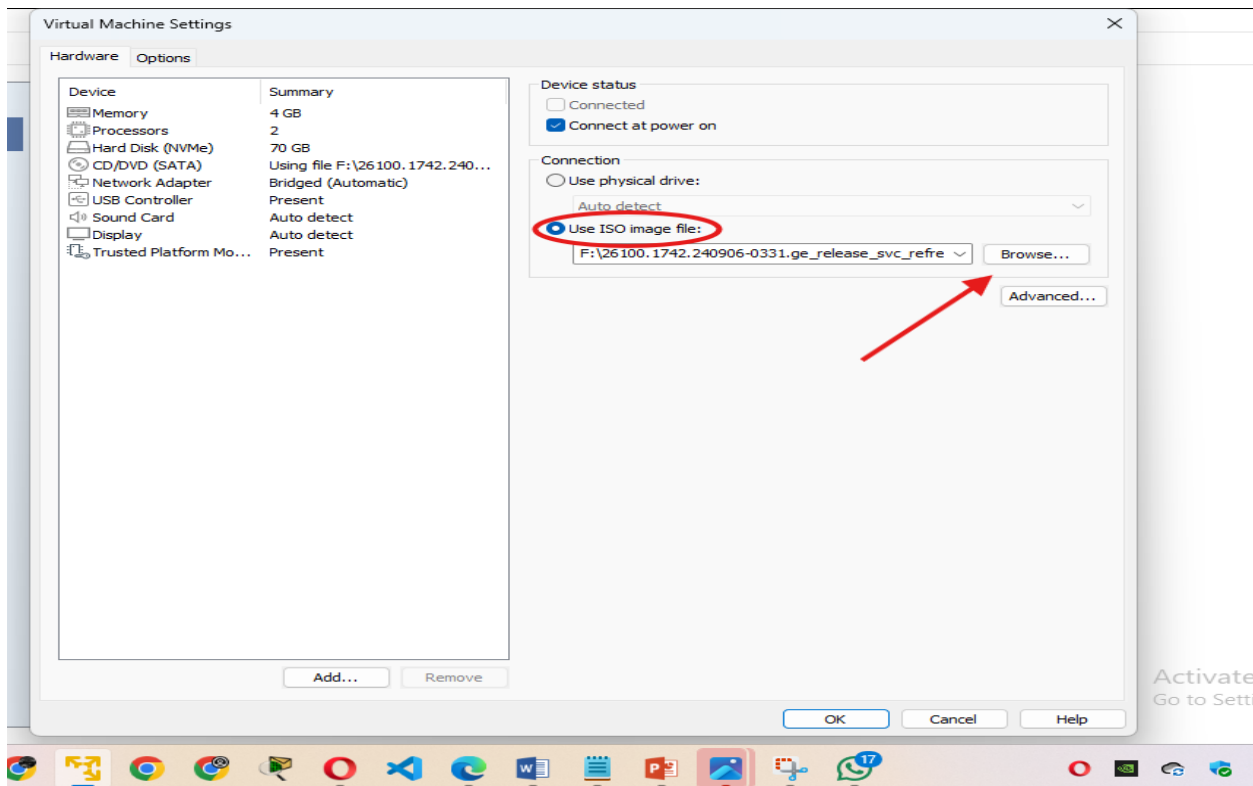 Virtual Machine Settings
Hardware Options
Device Summary
Memory 4 GB
Processors 2
Hard Disk (NVMe) 70 GB
CD/DVD (SATA) Using file F:\26100.1742.240...
Network Adapter Bridged (Automatic)
USB Controller Present
Sound Card Auto detect
Display Auto detect
Trusted Platform Mo... Present
Add... Remove
Device status
Connected
Connect at power on
Connection
Use physical drive:
Auto detect
Use ISO image file:
F:\26100.1742.240906-0331.ge_release_svc_refre Browse...
Advanced...
OK Cancel Help
Activate
Go to Setti
17